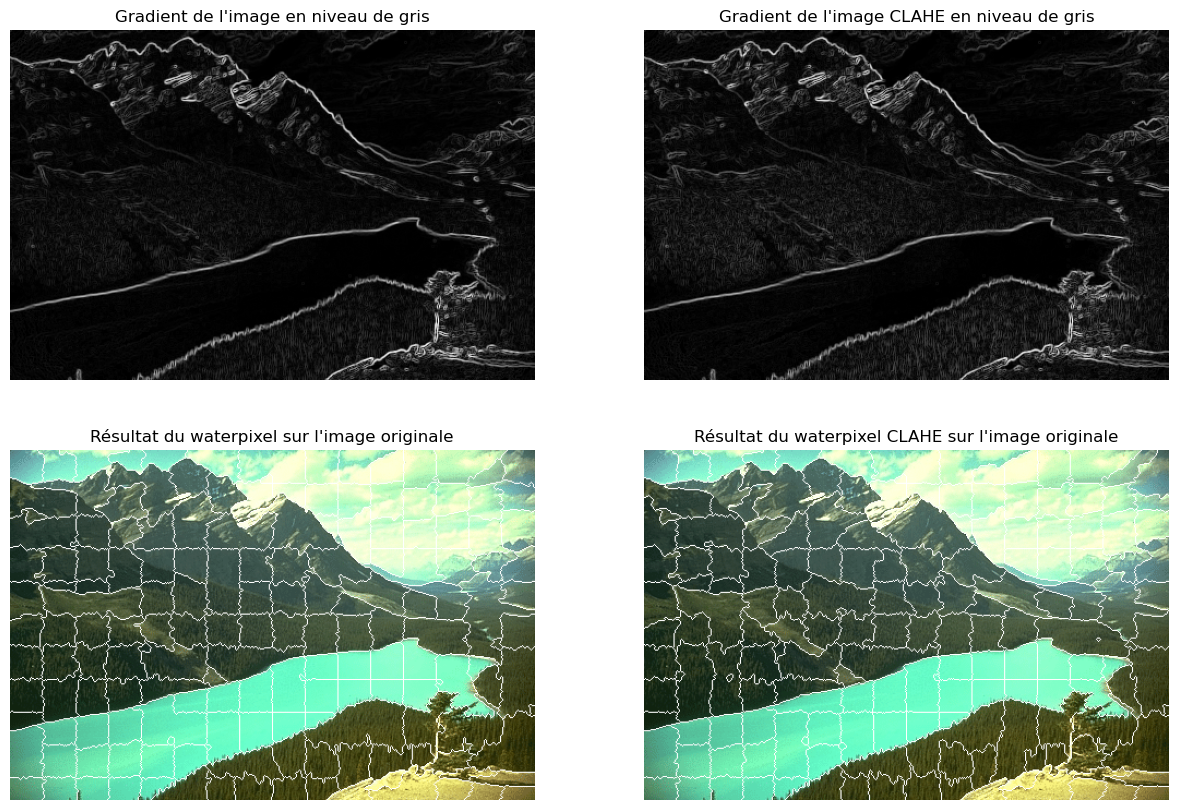 Gradient de l'image en niveau de gris
Gradient de l'image CLAHE en niveau de gris
Résultat du waterpixel sur l'image originale
Résultat du waterpixel CLAHE sur l'image originale